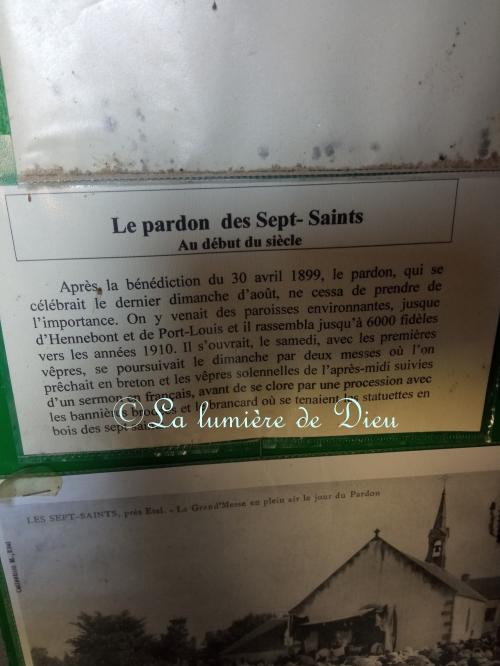 Le pardon des Sept- Saints
Au début du siècle
Après, la bénédiction du 30 avril 1899, le pardon, qui se
célébrait le dernier dimanche d'août, ne cessa de prendre de
l'importance. On y venait des paroisses environnantes, jusque
d'Hennebont et de Port-Louis et il rassembla jusqu'à 6000 fidèles
vers les années 1910. Il s'ouvrait, le samedi, avec les premières
vêpres, se poursuivait le dimanche par deux messes où l'on
prêchait en breton et les vêpres solennelles de l'après-midi suivies
d'un sermon en français, avant de se clore par une procession avec
les bannières et le brancard où se tenaient les statuettes en
bois des sept
©La lumière de Dieu
LES SEPT-SAINTS, près Etel. - La Grand'Messe en plein air le jour du Pardon